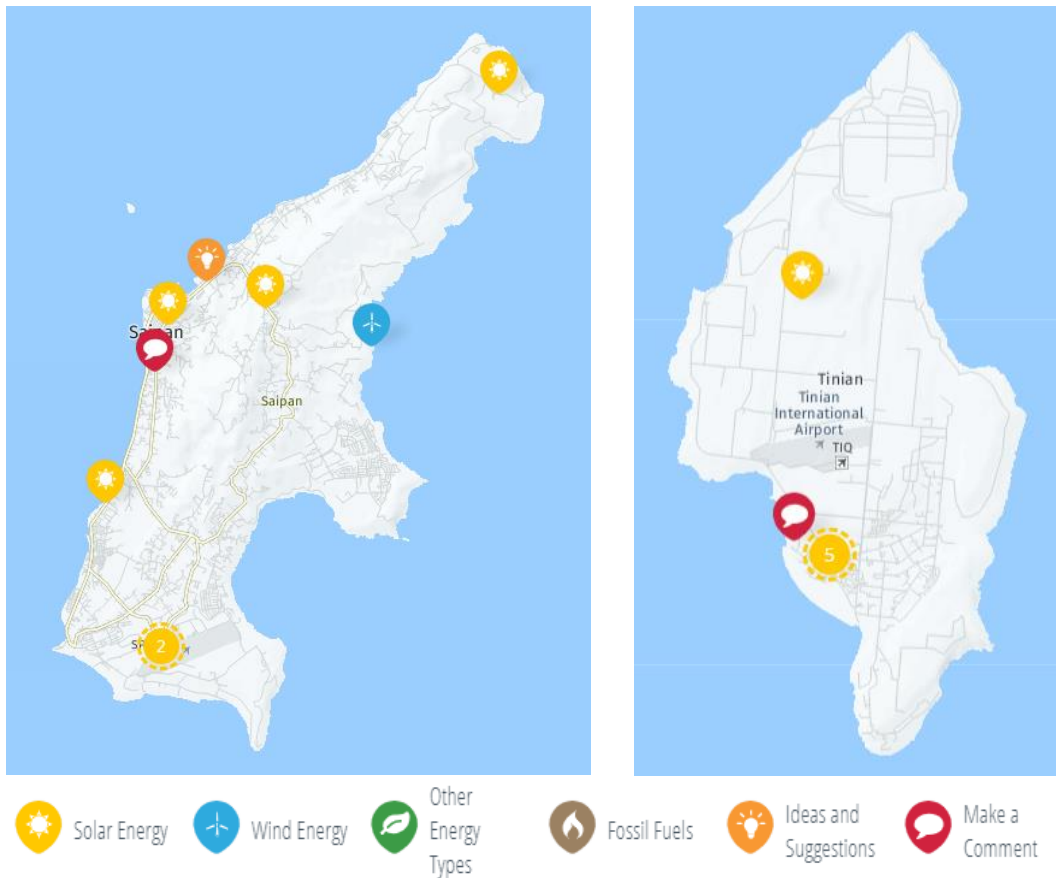 Saipan
Saipan
2
Tinian
Tinian
International
Airport
TIQ
5
Solar Energy
Wind Energy
Other
Energy
Types
Fossil Fuels
Ideas and
Suggestions
Make a
Comment